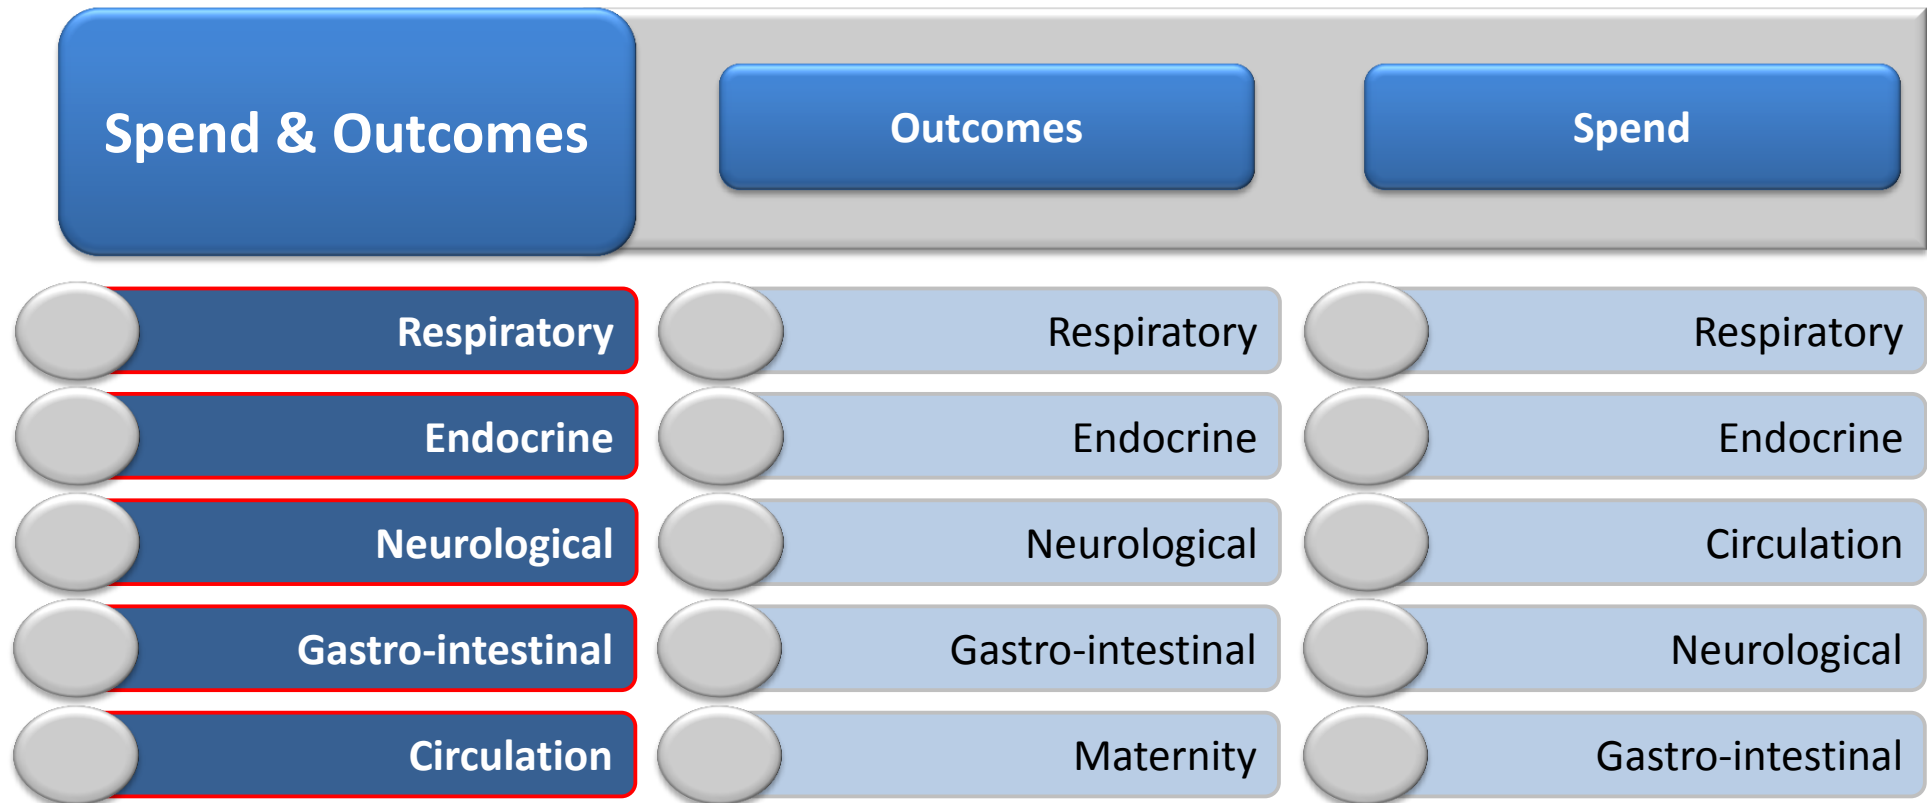 Spend & Outcomes
Outcomes
Spend
Respiratory
Respiratory
Respiratory
Endocrine
Endocrine
Endocrine
Neurological
Neurological
Circulation
Gastro-intestinal
Gastro-intestinal
Neurological
Circulation
Maternity
Gastro-intestinal